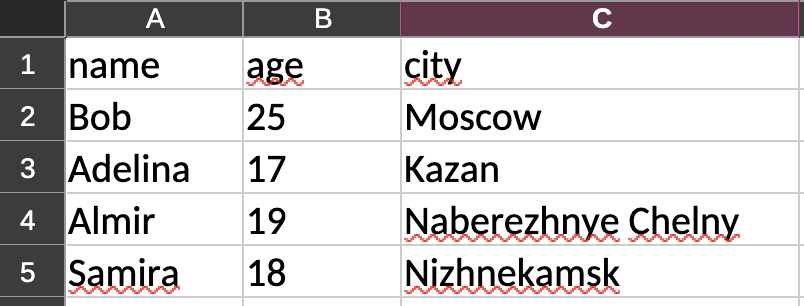 A B C
1 name age city
2 Bob 25 Moscow
3 Adelina 17 Kazan
4 Almir 19 Naberezhnye Chelny
5 Samira 18 Nizhnekamsk